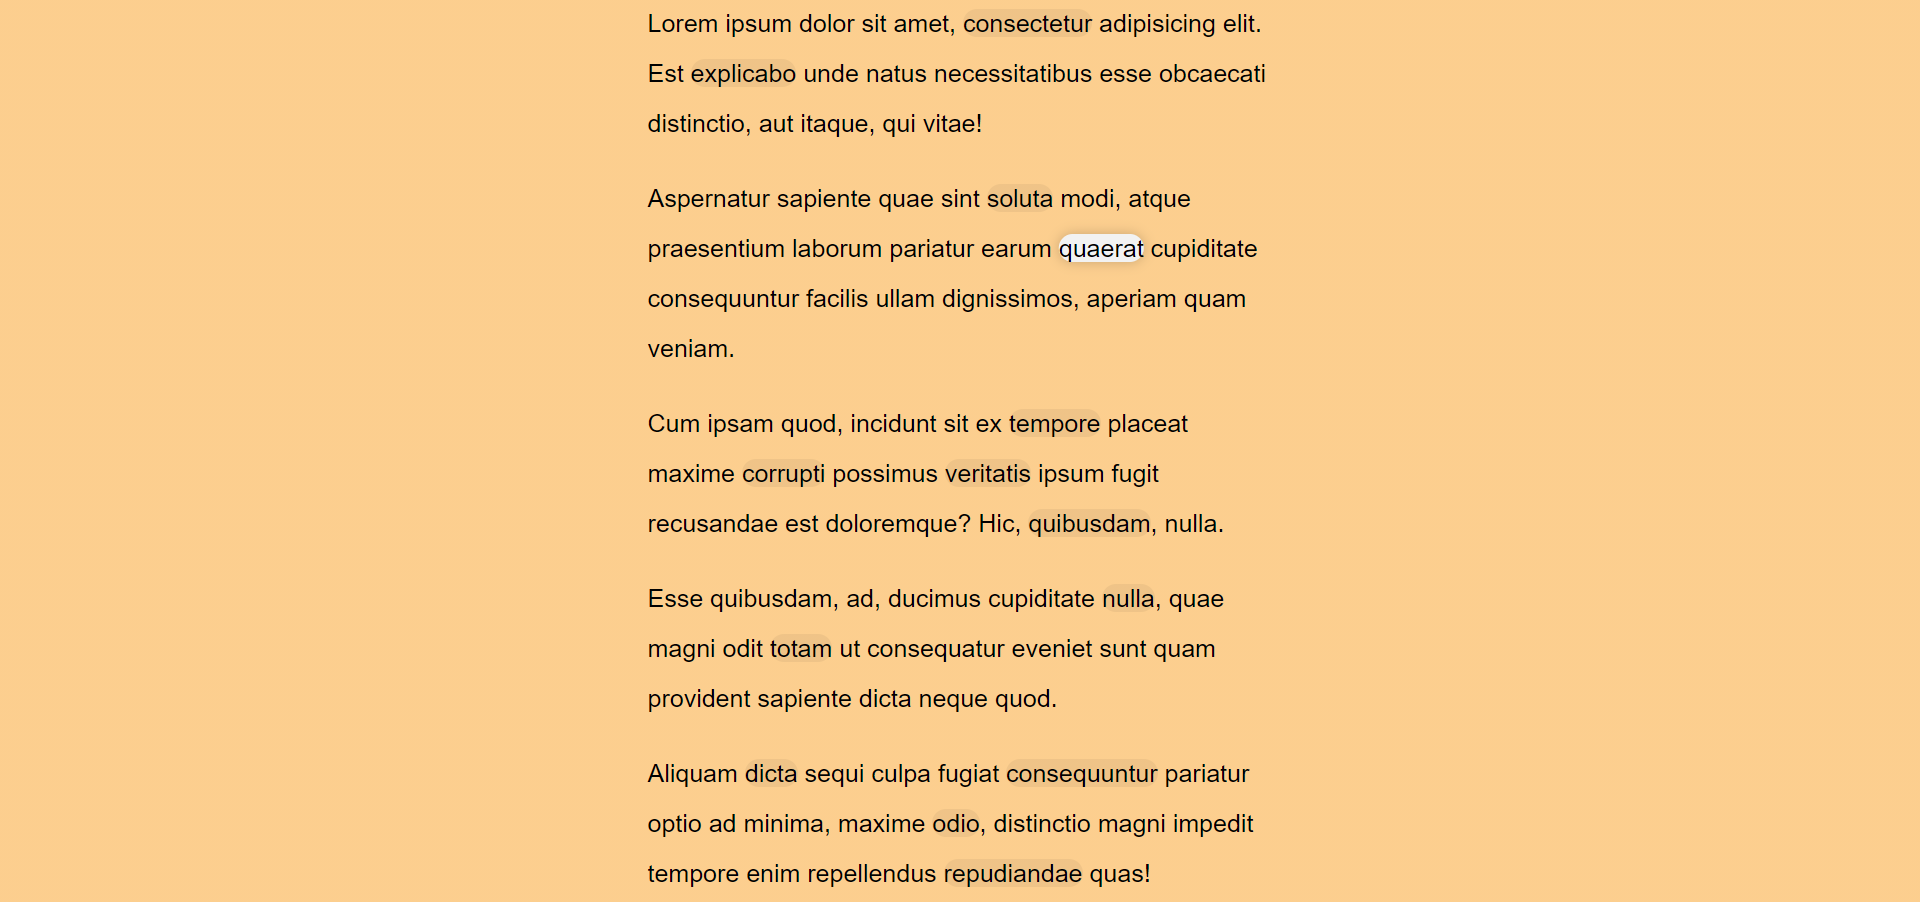 Lorem ipsum dolor sit amet, consectetur adipisicing elit.
Est explicabo unde natus necessitatibus esse obcaecati
distinctio, aut itaque, qui vitae!
Aspernatur sapiente quae sint soluta modi, atque
praesentium laborum pariatur earum quaerat cupiditate
consequuntur facilis ullam dignissimos, aperiam quam
veniam.
Cum ipsam quod, incidunt sit ex tempore placeat
maxime corrupti possimus veritatis ipsum fugit
recusandae est doloremque? Hic, quibusdam, nulla.
Esse quibusdam, ad, ducimus cupiditate nulla, quae
magni odit totam ut consequatur eveniet sunt quam
provident sapiente dicta neque quod.
Aliquam dicta sequi culpa fugiat consequuntur pariatur
optio ad minima, maxime odio, distinctio magni impedit
tempore enim repellendus repudiandae quas!